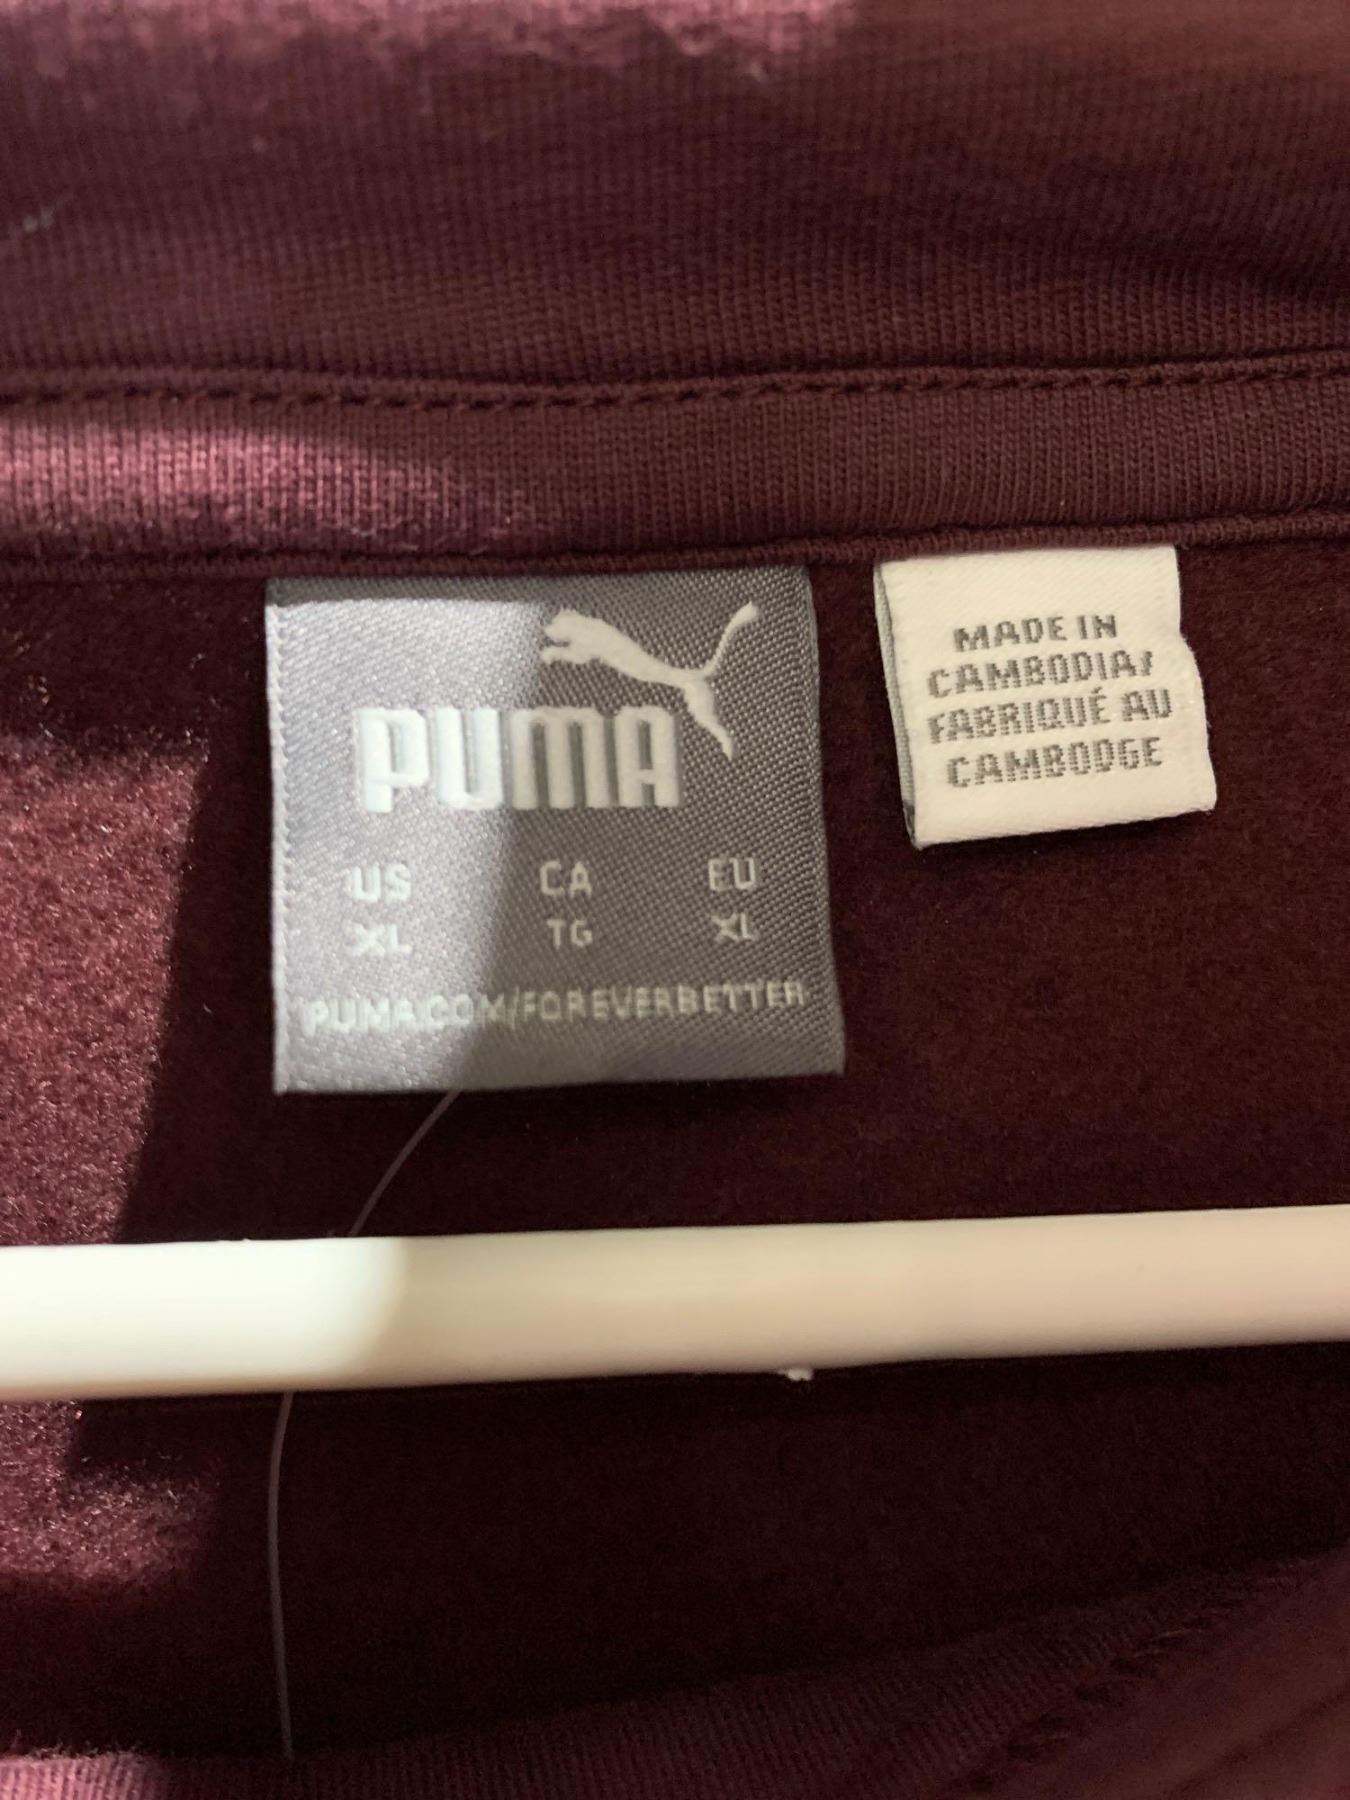 PUMA
US CA EU
XL TG XL
PUMA.COM/FOREVERBETTER
MADE IN
CAMBODIA/
FABRIQUÉ AU
CAMBODGE